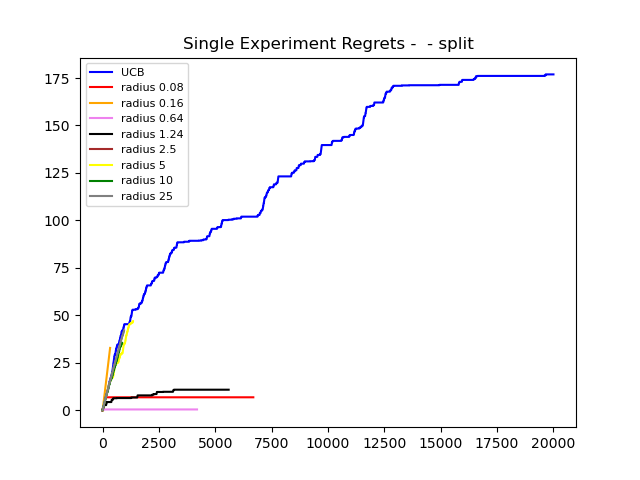 Single Experiment Regrets -  - split
UCB
radius 0.08
radius 0.16
radius 0.64
radius 1.24
radius 2.5
radius 5
radius 10
radius 25
175
150
125
100
75
50
25
0
0 2500 5000 7500 10000 12500 15000 17500 20000